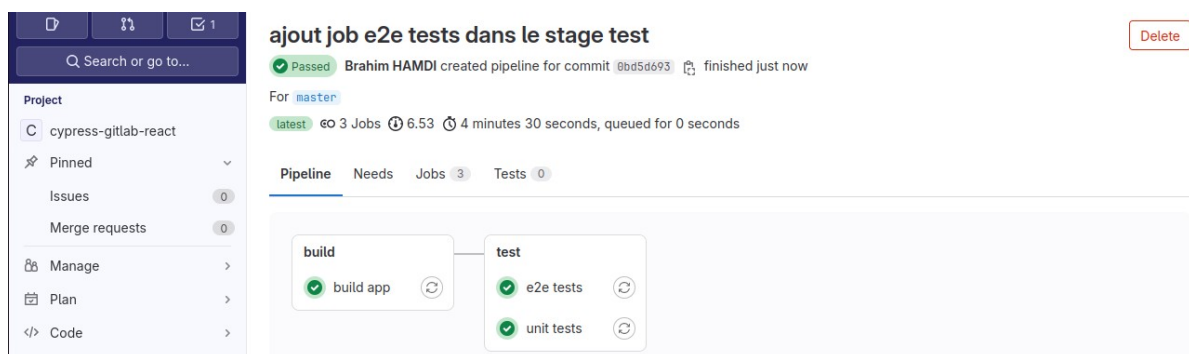 1
Search or go to...
Project
C cypress-gitlab-react
Pinned
Issues 0
Merge requests 0
Manage
Plan
Code
ajout job e2e tests dans le stage test
Delete
Passed Brahim HAMDI created pipeline for commit 0bd5d693 finished just now
For master
latest 3 Jobs 6.53 4 minutes 30 seconds, queued for 0 seconds
Pipeline Needs Jobs 3 Tests 0
build
build app
test
e2e tests
unit tests